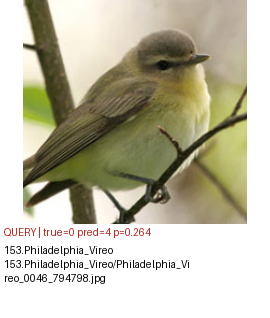 QUERY | true=0 pred=4 p=0.264
153.Philadelphia_Vireo
153.Philadelphia_Vireo/Philadelphia_Vi
reo_0046_794798.jpg